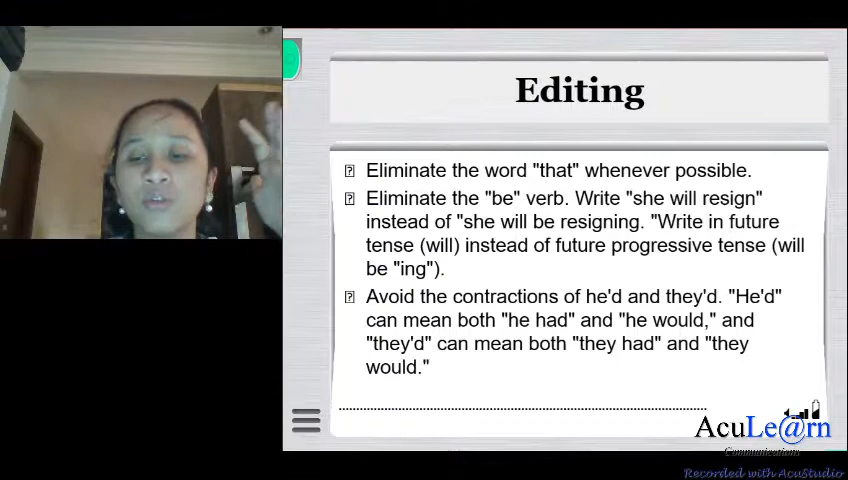 Editing
Eliminate the word "that" whenever possible.
Eliminate the "be" verb. Write "she will resign"
instead of "she will be resigning. "Write in future
tense (will) instead of future progressive tense (will
be "ing").
Avoid the contractions of he'd and they'd. "He'd"
can mean both "he had" and "he would," and
"they'd" can mean both "they had" and "they
would."
AcuLe@rn
Communications
Recorded with AcuStudio